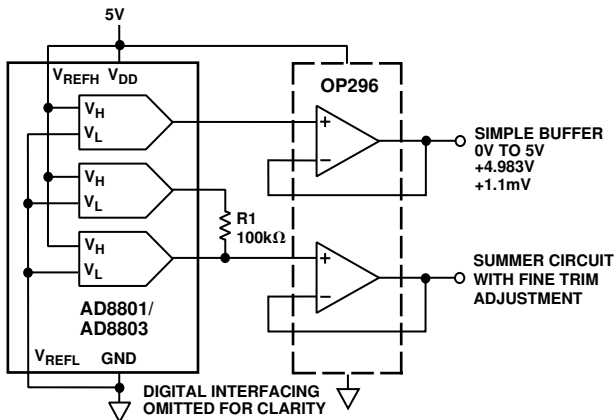 5V
VREFH VDD
OP296
VH
VL
+
−
SIMPLE BUFFER
0V TO 5V
+4.983V
+1.1mV
VH
VL
R1
100kΩ
VH
VL
+
−
SUMMER CIRCUIT
WITH FINE TRIM
ADJUSTMENT
AD8801/
AD8803
VREFL GND
DIGITAL INTERFACING
OMITTED FOR CLARITY